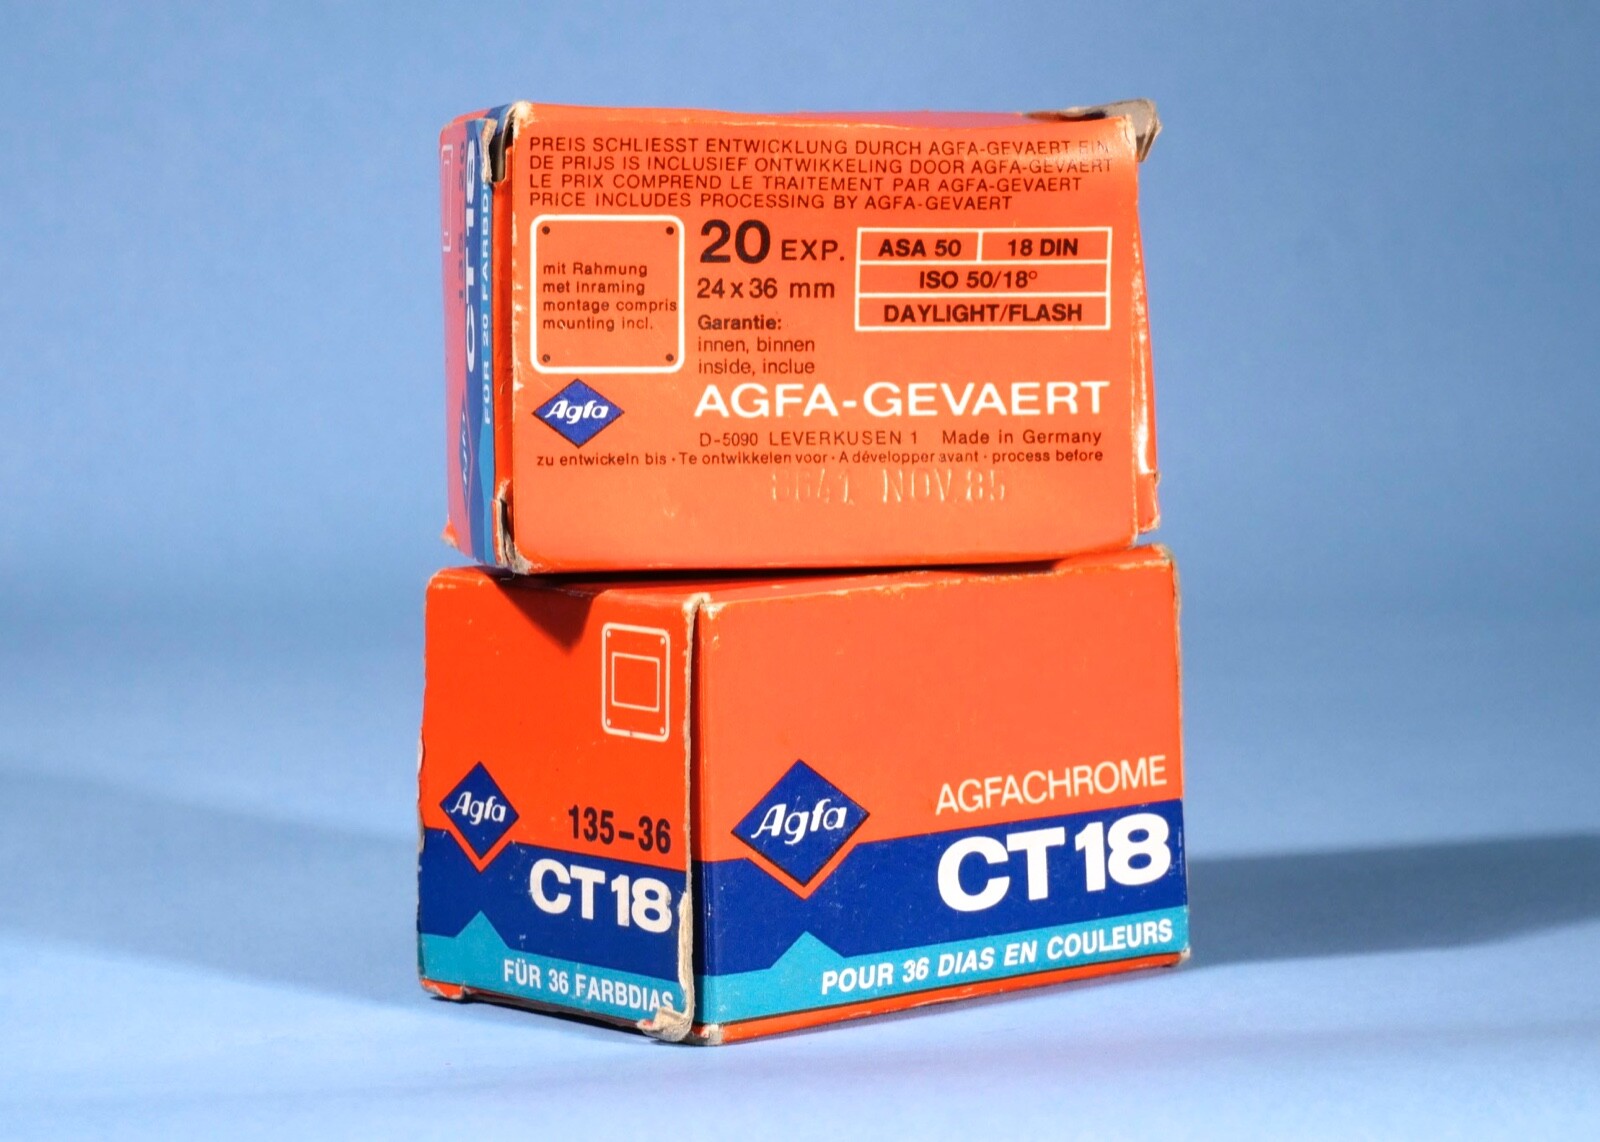 PREIS SCHLIESST ENTWICKLUNG DURCH AGFA-GEVAERT EIN
DE PRIJS IS INCLUSIEF ONTWIKKELING DOOR AGFA-GEVAERT
LE PRIX COMPREND LE TRAITEMENT PAR AGFA-GEVAERT
PRICE INCLUDES PROCESSING BY AGFA-GEVAERT
mit Rahmung
met inraming
montage compris
mounting incl.
20 EXP.
24 x 36 mm
Garantie:
innen, binnen
inside, inclue
ASA 50 18 DIN
ISO 50/18°
DAYLIGHT/FLASH
Agfa
AGFA-GEVAERT
D-5090 LEVERKUSEN 1 Made in Germany
zu entwickeln bis · Te ontwikkelen voor · A développer avant · process before
8641 NOV.85
CT18
FÜR 20 FARBDI
Agfa
135-36
CT18
FÜR 36 FARBDIAS
Agfa
AGFACHROME
CT18
POUR 36 DIAS EN COULEURS